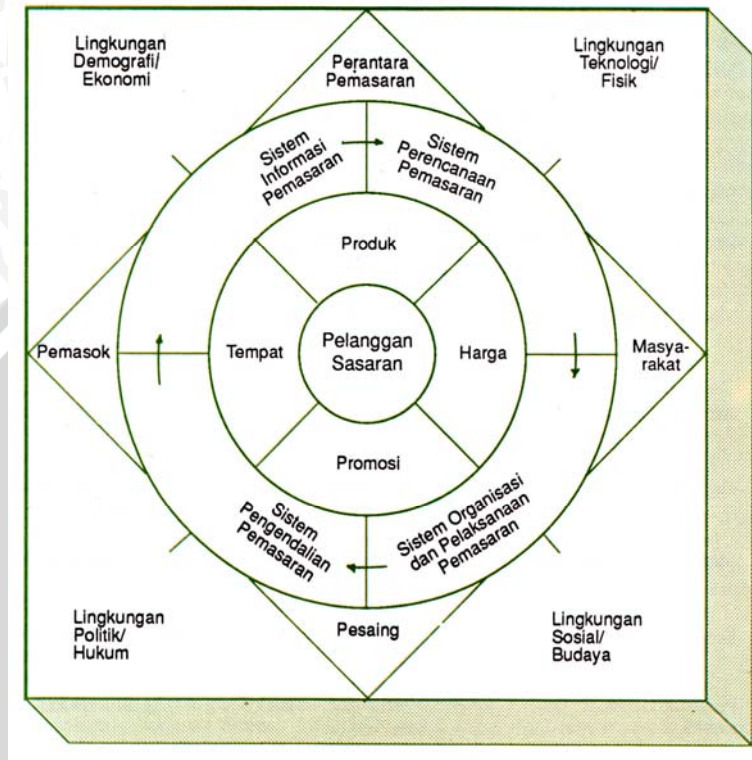 Lingkungan
Demografi/
Ekonomi
Perantara
Pemasaran
Lingkungan
Teknologi/
Fisik
Sistem
Informasi
Pemasaran
Sistem
Perencanaan
Pemasaran
Produk
Pemasok
Tempat
Pelanggan
Sasaran
Harga
Masya-
rakat
Promosi
Sistem
Pengendalian
Pemasaran
Sistem Organisasi
dan Pelaksanaan
Pemasaran
Lingkungan
Politik/
Hukum
Pesaing
Lingkungan
Sosial/
Budaya